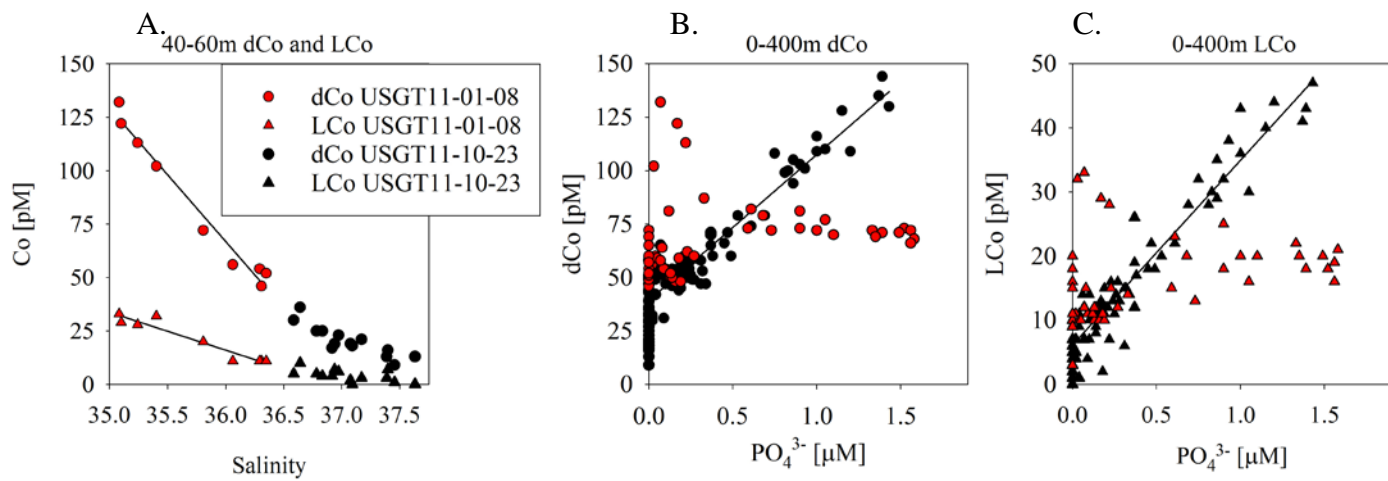 A.
40-60m dCo and LCo
150
125
100
75
50
25
0
Co [pM]
dCo USGT11-01-08
LCo USGT11-01-08
dCo USGT11-10-23
LCo USGT11-10-23
35.0 35.5 36.0 36.5 37.0 37.5
Salinity
B.
0-400m dCo
150
125
100
75
50
25
0
dCo [pM]
0.0 0.5 1.0 1.5
PO₄³⁻ [μM]
C.
0-400m LCo
50
40
30
20
10
0
LCo [pM]
0.0 0.5 1.0 1.5
PO₄³⁻ [μM]